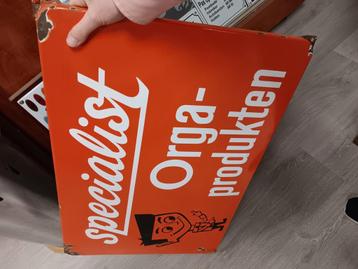 specialist
Orga-
produkten